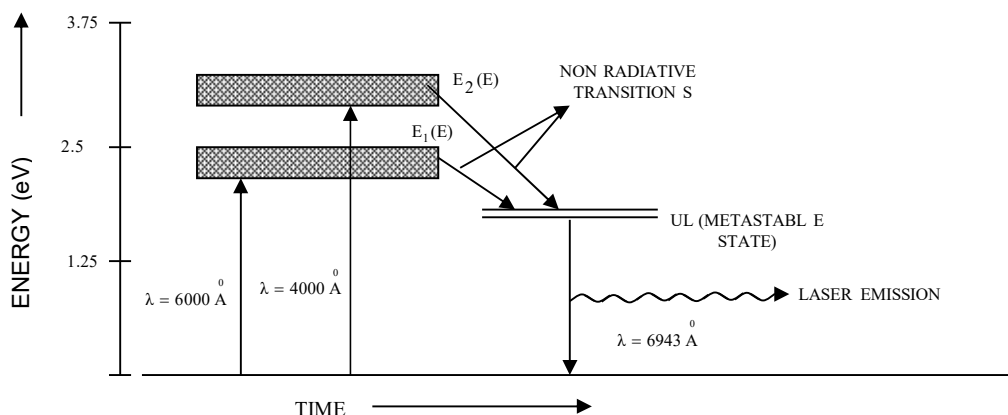 3.75
E₂(E)
NON RADIATIVE
TRANSITION S
E₁(E)
2.5
ENERGY (eV)
UL (METASTABL E
STATE)
1.25
λ = 6000 Å
λ = 4000 Å
LASER EMISSION
λ = 6943 Å
TIME